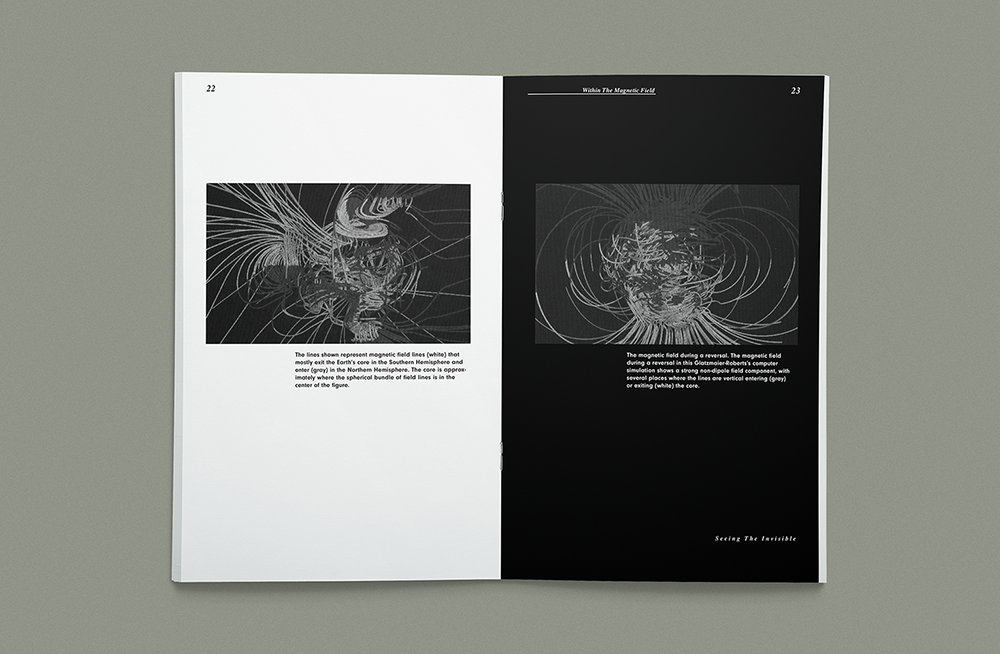 22
The lines shown represent magnetic field lines (white) that
mostly exit the Earth's core in the Southern Hemisphere and
enter (gray) in the Northern Hemisphere. The core is approx-
imately where the spherical bundle of field lines is in the
center of the figure.
Within The Magnetic Field
23
The magnetic field during a reversal. The magnetic field
during a reversal in this Glatzmaier-Roberts's computer
simulation shows a strong non-dipole field component, with
several places where the lines are vertical entering (gray)
or exiting (white) the core.
Seeing The Invisible